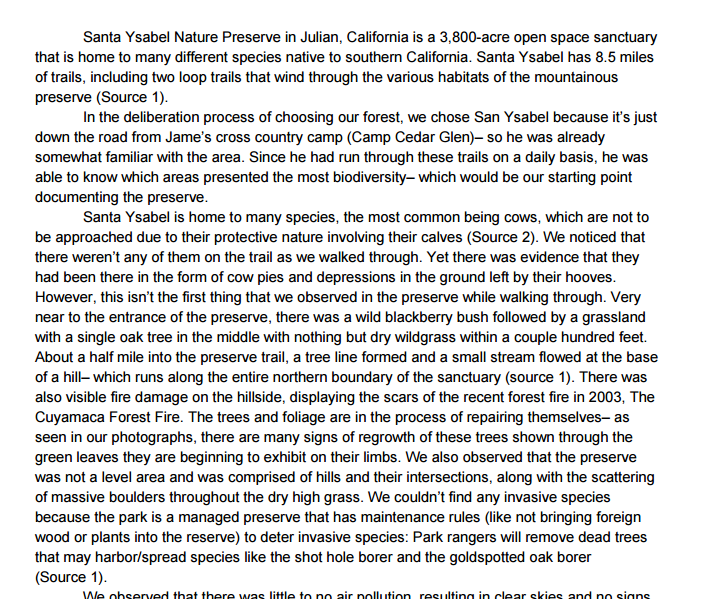 Santa Ysabel Nature Preserve in Julian, California is a 3,800-acre open space sanctuary
that is home to many different species native to southern California. Santa Ysabel has 8.5 miles
of trails, including two loop trails that wind through the various habitats of the mountainous
preserve (Source 1).
In the deliberation process of choosing our forest, we chose San Ysabel because it's just
down the road from Jame's cross country camp (Camp Cedar Glen)– so he was already
somewhat familiar with the area. Since he had run through these trails on a daily basis, he was
able to know which areas presented the most biodiversity– which would be our starting point
documenting the preserve.
Santa Ysabel is home to many species, the most common being cows, which are not to
be approached due to their protective nature involving their calves (Source 2). We noticed that
there weren't any of them on the trail as we walked through. Yet there was evidence that they
had been there in the form of cow pies and depressions in the ground left by their hooves.
However, this isn't the first thing that we observed in the preserve while walking through. Very
near to the entrance of the preserve, there was a wild blackberry bush followed by a grassland
with a single oak tree in the middle with nothing but dry wildgrass within a couple hundred feet.
About a half mile into the preserve trail, a tree line formed and a small stream flowed at the base
of a hill– which runs along the entire northern boundary of the sanctuary (source 1). There was
also visible fire damage on the hillside, displaying the scars of the recent forest fire in 2003, The
Cuyamaca Forest Fire. The trees and foliage are in the process of repairing themselves– as
seen in our photographs, there are many signs of regrowth of these trees shown through the
green leaves they are beginning to exhibit on their limbs. We also observed that the preserve
was not a level area and was comprised of hills and their intersections, along with the scattering
of massive boulders throughout the dry high grass. We couldn't find any invasive species
because the park is a managed preserve that has maintenance rules (like not bringing foreign
wood or plants into the reserve) to deter invasive species: Park rangers will remove dead trees
that may harbor/spread species like the shot hole borer and the goldspotted oak borer
(Source 1).
We observed that there was little to no air pollution, resulting in clear skies and no signs